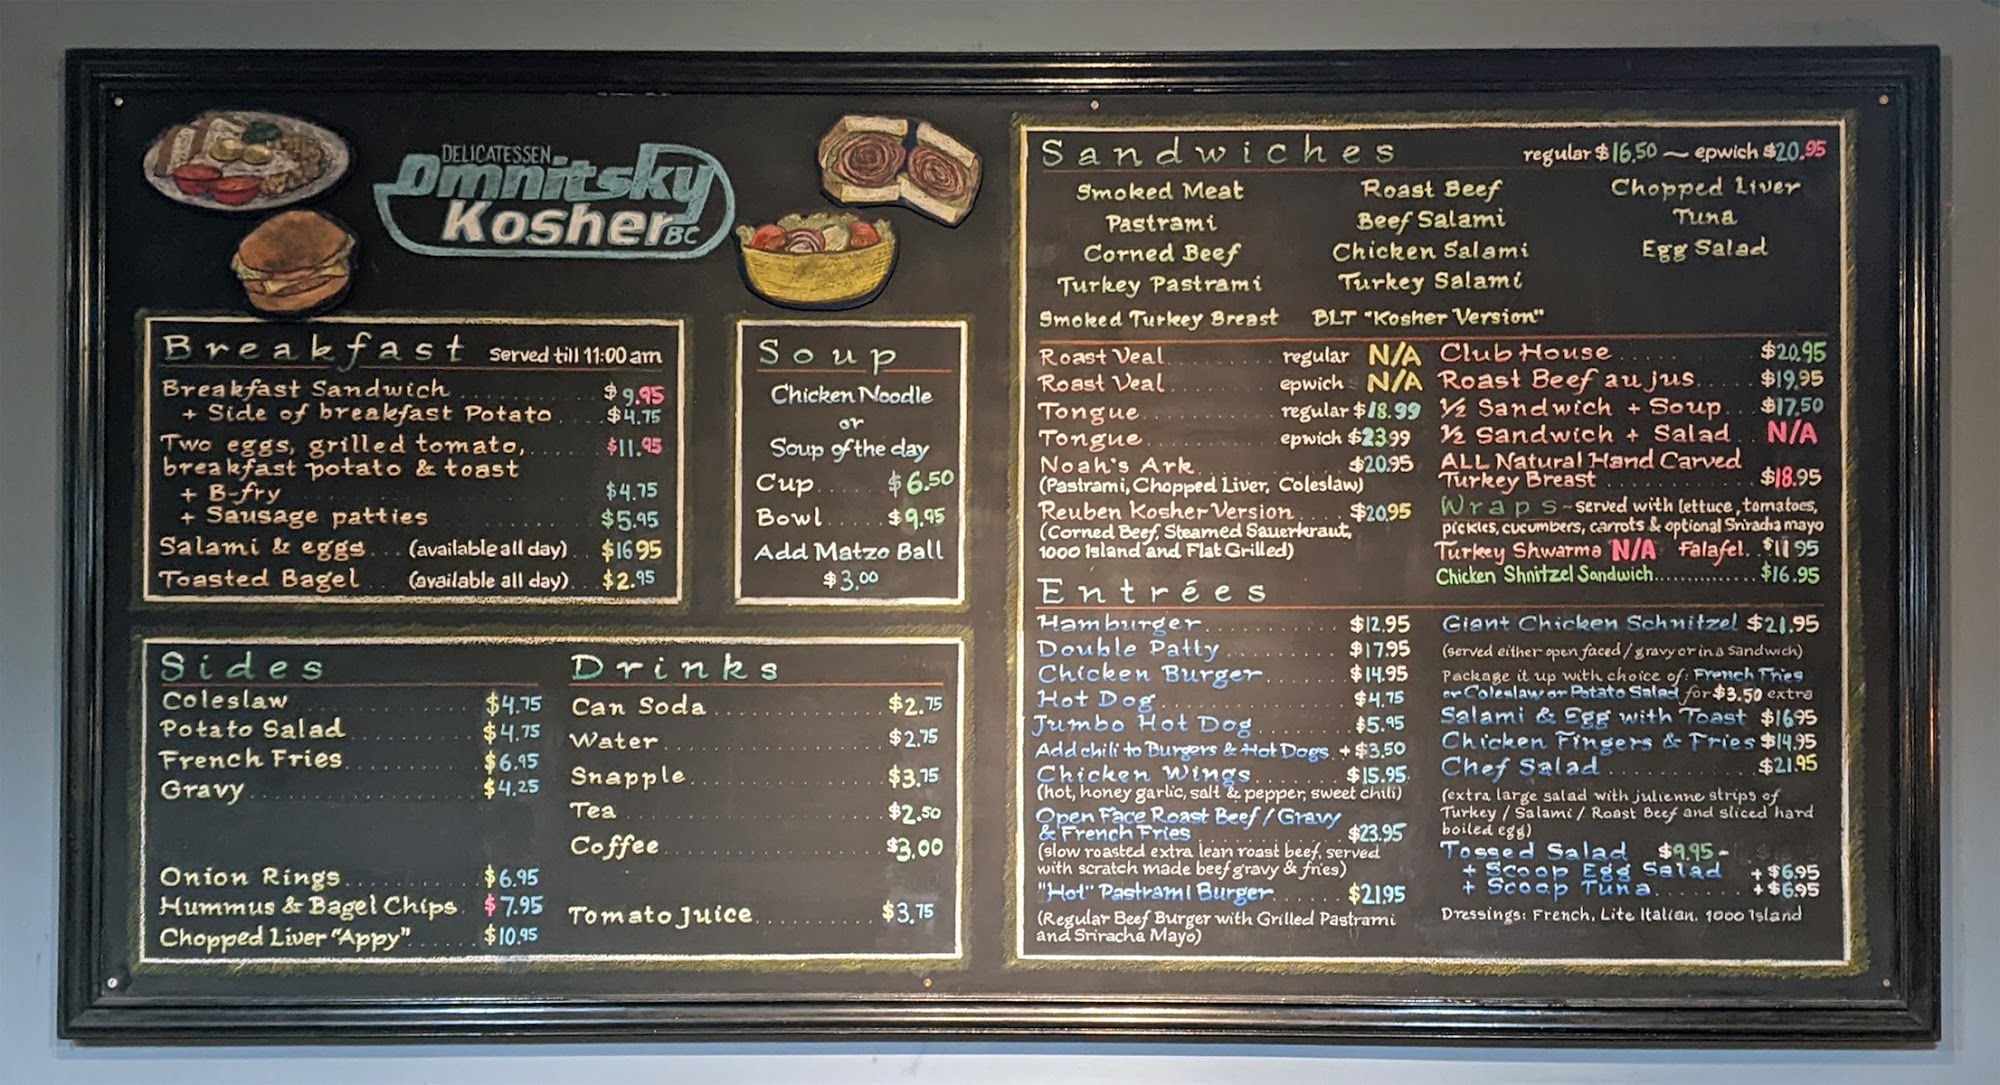 DELICATESSEN
Omnitsky
Kosher BC
Breakfast served till 11:00 am
Breakfast Sandwich $9.95
+ Side of breakfast Potato $4.75
Two eggs, grilled tomato, $11.95
breakfast potato & toast
+ B-fry $4.75
+ Sausage patties $5.95
Salami & eggs (available all day) $16.95
Toasted Bagel (available all day) $2.95
Soup
Chicken Noodle
or
Soup of the day
Cup $6.50
Bowl $9.95
Add Matzo Ball
$3.00
Sides
Coleslaw $4.75
Potato Salad $4.75
French Fries $6.95
Gravy $4.25
Onion Rings $6.95
Hummus & Bagel Chips $7.95
Chopped Liver "Appy" $10.95
Drinks
Can Soda $2.75
Water $2.75
Snapple $3.75
Tea $2.50
Coffee $3.00
Tomato Juice $3.75
Sandwiches regular $16.50 ~ epwich $20.95
Smoked Meat Roast Beef Chopped Liver
Pastrami Beef Salami Tuna
Corned Beef Chicken Salami Egg Salad
Turkey Pastrami Turkey Salami
Smoked Turkey Breast BLT "Kosher Version"
Roast Veal regular N/A
Roast Veal epwich N/A
Tongue regular $18.99
Tongue epwich $23.99
Noah's Ark $20.95
(Pastrami, Chopped Liver, Coleslaw)
Reuben Kosher Version $20.95
(Corned Beef, Steamed Sauerkraut,
1000 Island and Flat Grilled)
Club House $20.95
Roast Beef au jus $19.95
1/2 Sandwich + Soup $17.50
1/2 Sandwich + Salad N/A
ALL Natural Hand Carved
Turkey Breast $18.95
Wraps ~ served with lettuce, tomatoes,
pickles, cucumbers, carrots & optional Sriracha mayo
Turkey Shwarma N/A Falafel $11.95
Chicken Shnitzel Sandwich $16.95
Entrées
Hamburger $12.95
Double Patty $17.95
Chicken Burger $14.95
Hot Dog $4.75
Jumbo Hot Dog $5.95
Add chili to Burgers & Hot Dogs + $3.50
Chicken Wings $15.95
(hot, honey garlic, salt & pepper, sweet chili)
Open Face Roast Beef / Gravy
& French Fries $23.95
(slow roasted extra lean roast beef, served
with scratch made beef gravy & fries)
"Hot" Pastrami Burger $21.95
(Regular Beef Burger with Grilled Pastrami
and Sriracha Mayo)
Giant Chicken Schnitzel $21.95
(served either open faced / gravy or in a Sandwich)
Package it up with choice of: French Fries
or Coleslaw or Potato Salad for $3.50 extra
Salami & Egg with Toast $16.95
Chicken Fingers & Fries $14.95
Chef Salad $21.95
(extra large salad with julienne strips of
Turkey / Salami / Roast Beef and sliced hard
boiled egg)
Tossed Salad $9.95 -
+ Scoop Egg Salad + $6.95
+ Scoop Tuna + $6.95
Dressings: French, Lite Italian, 1000 Island